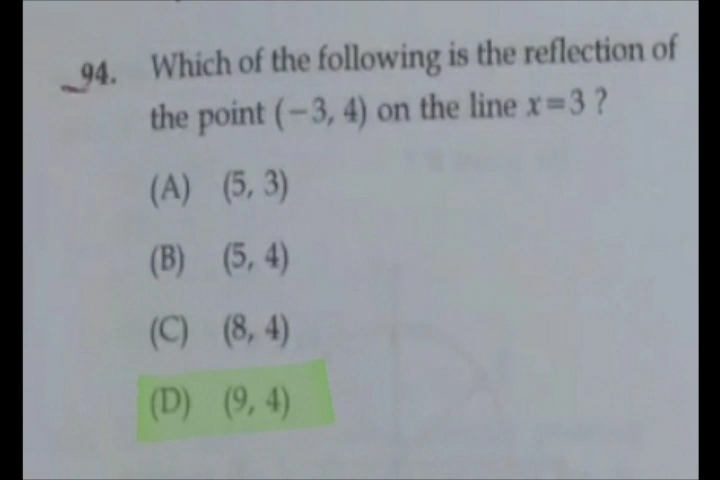 94. Which of the following is the reflection of
the point (−3, 4) on the line x=3 ?
(A) (5, 3)
(B) (5, 4)
(C) (8, 4)
(D) (9, 4)